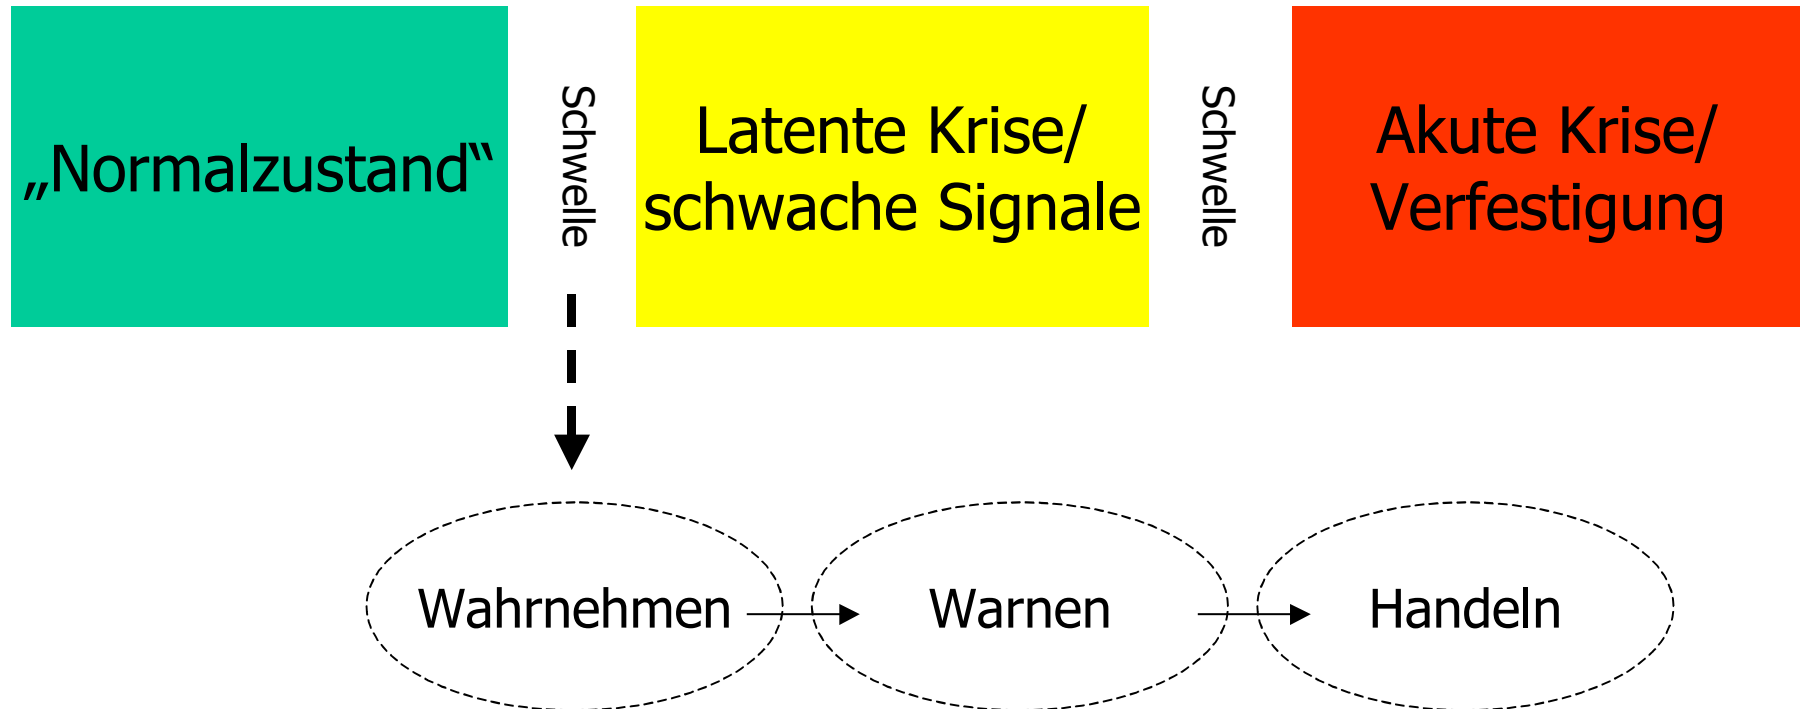 „Normalzustand“
Schwelle
Latente Krise/
schwache Signale
Schwelle
Akute Krise/
Verfestigung
Wahrnehmen
Warnen
Handeln